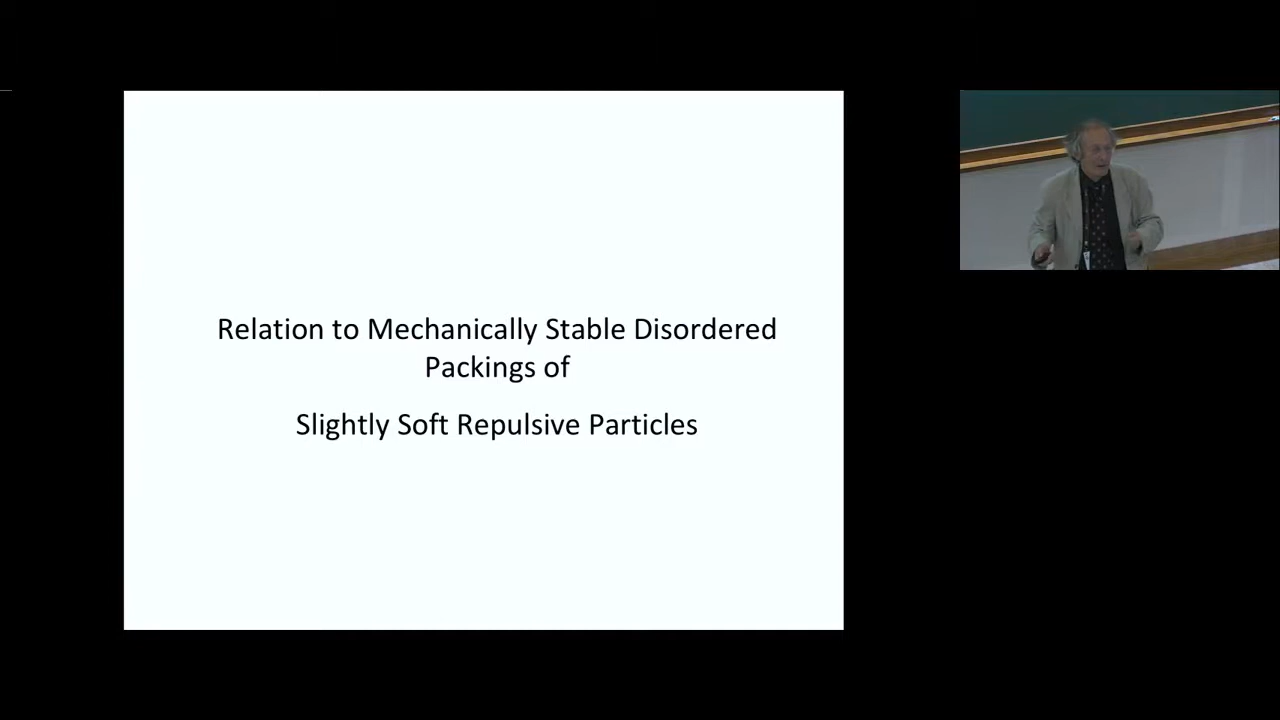 Relation to Mechanically Stable Disordered
Packings of
Slightly Soft Repulsive Particles